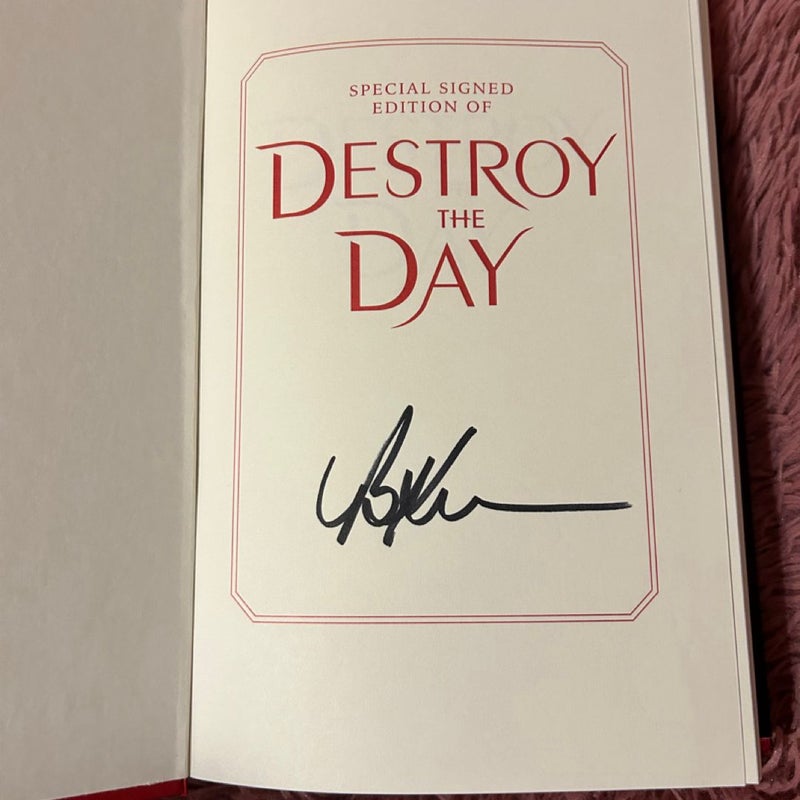 SPECIAL SIGNED
EDITION OF
DESTROY
THE
DAY